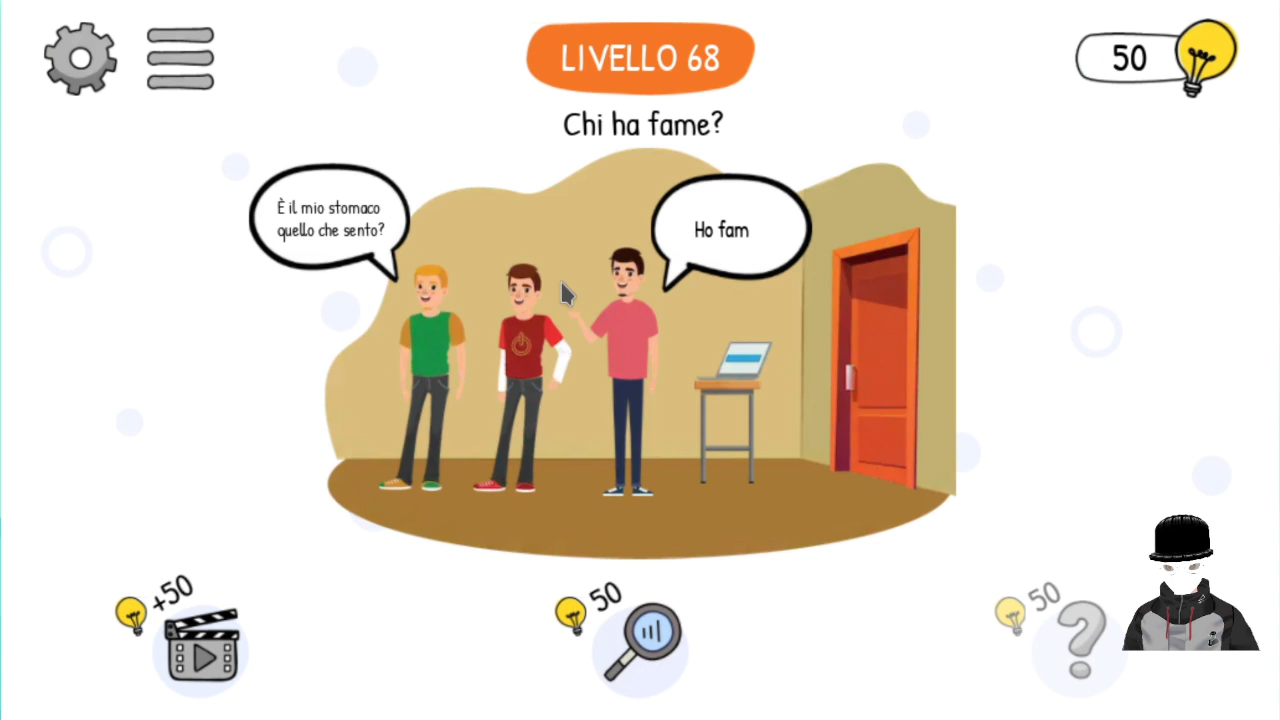 LIVELLO 68
50
Chi ha fame?
È il mio stomaco
quello che sento?
Ho fam
+50
50
50
?